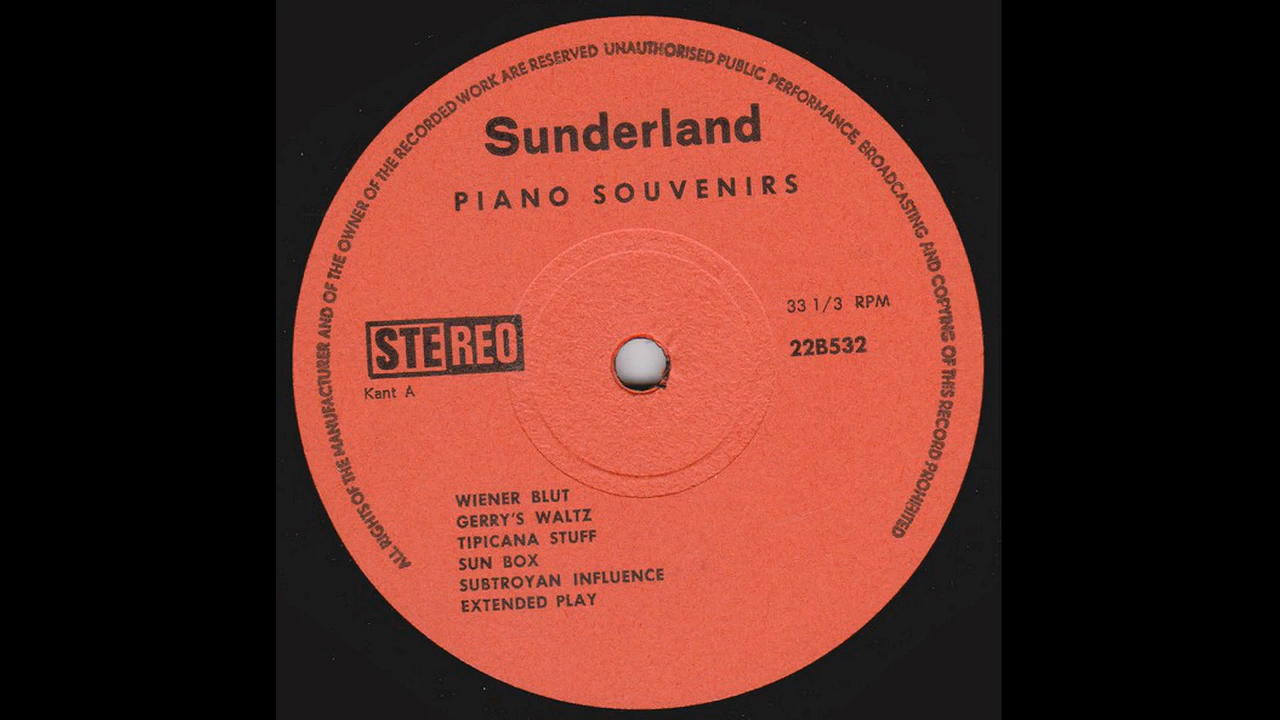 ALL RIGHTS OF THE MANUFACTURER AND OF THE OWNER OF THE RECORDED WORK ARE RESERVED UNAUTHORISED PUBLIC PERFORMANCE, BROADCASTING AND COPYING OF THIS RECORD PROHIBITED
Sunderland
PIANO SOUVENIRS
33 1/3 RPM
STEREO
22B532
Kant A
WIENER BLUT
GERRY'S WALTZ
TIPICANA STUFF
SUN BOX
SUBTROYAN INFLUENCE
EXTENDED PLAY